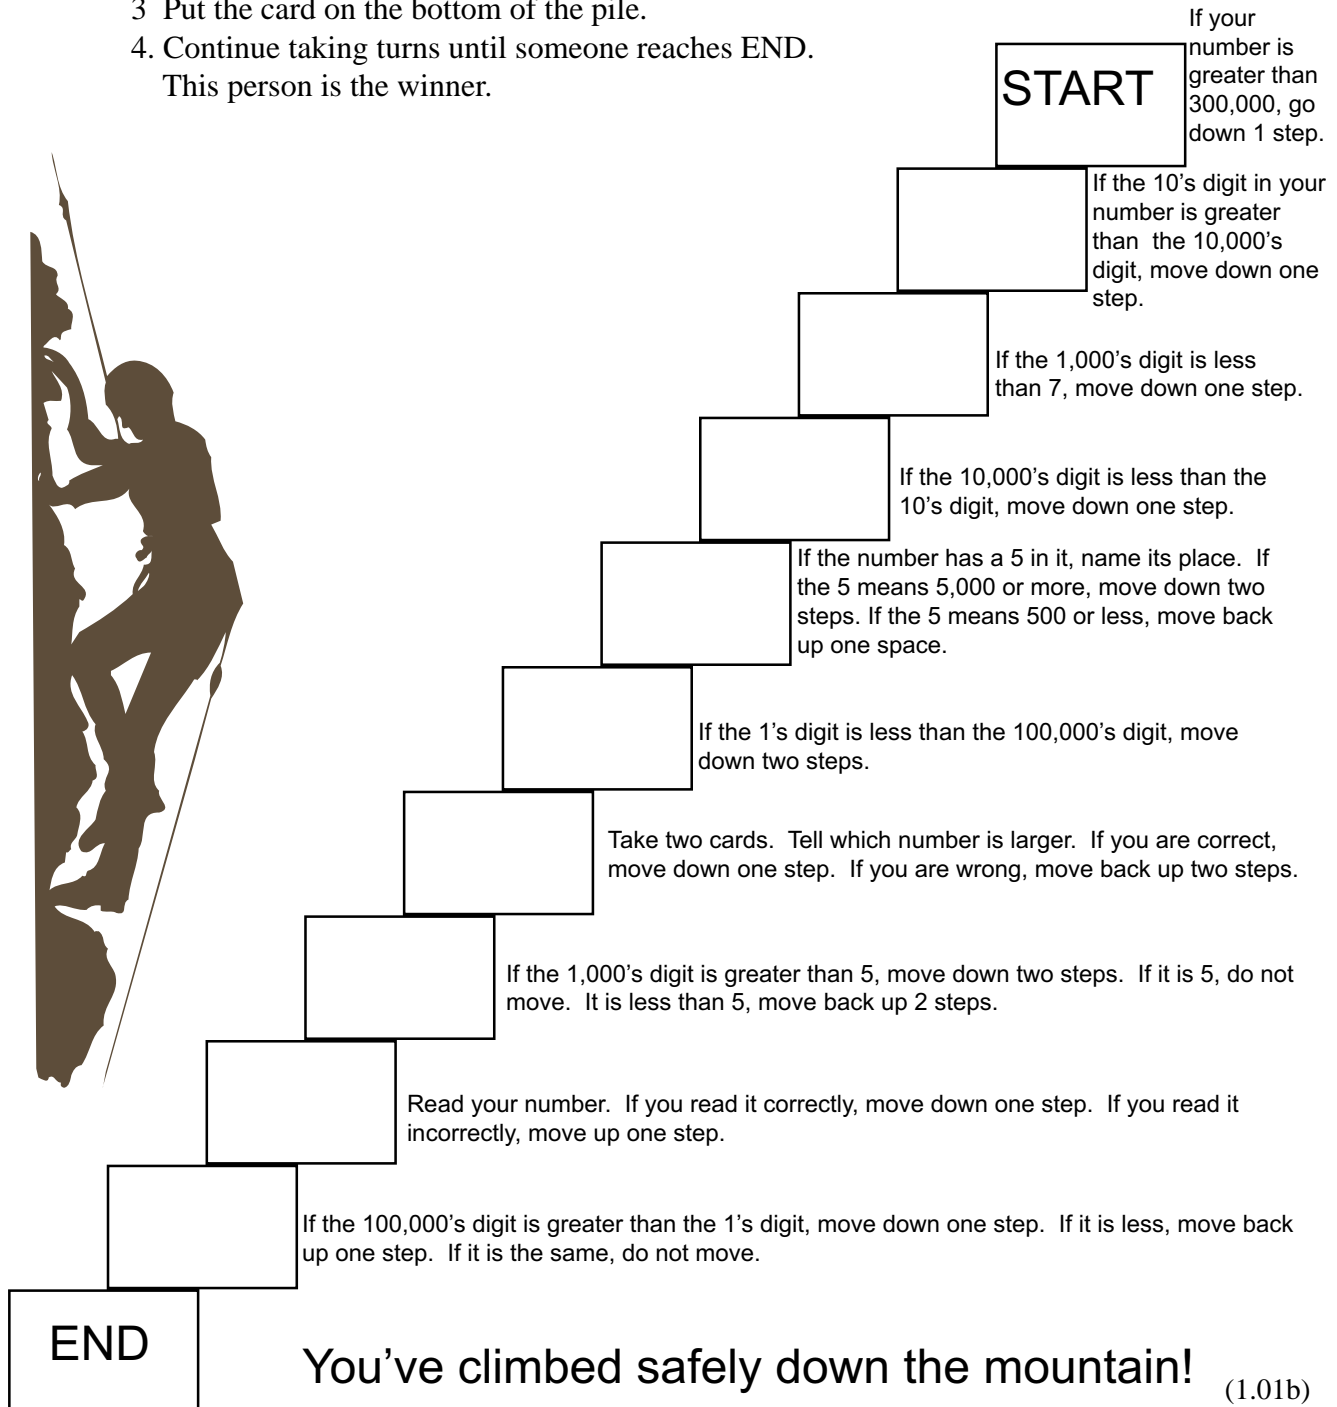 3  Put the card on the bottom of the pile.
4. Continue taking turns until someone reaches END.
This person is the winner.
START
If your
number is
greater than
300,000, go
down 1 step.
If the 10’s digit in your
number is greater
than  the 10,000’s
digit, move down one
step.
If the 1,000’s digit is less
than 7, move down one step.
If the 10,000’s digit is less than the
10’s digit, move down one step.
If the number has a 5 in it, name its place.  If
the 5 means 5,000 or more, move down two
steps. If the 5 means 500 or less, move back
up one space.
If the 1’s digit is less than the 100,000’s digit, move
down two steps.
Take two cards.  Tell which number is larger.  If you are correct,
move down one step.  If you are wrong, move back up two steps.
If the 1,000’s digit is greater than 5, move down two steps.  If it is 5, do not
move.  It is less than 5, move back up 2 steps.
Read your number.  If you read it correctly, move down one step.  If you read it
incorrectly, move up one step.
If the 100,000’s digit is greater than the 1’s digit, move down one step.  If it is less, move back
up one step.  If it is the same, do not move.
END
You’ve climbed safely down the mountain!
(1.01b)